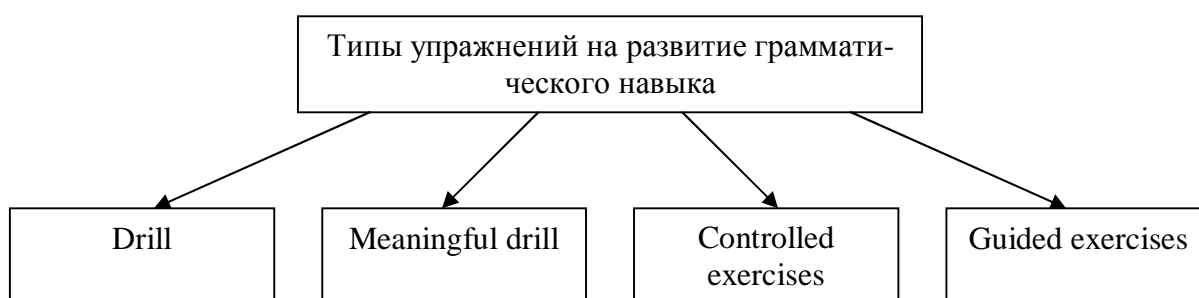 Типы упражнений на развитие граммати-
ческого навыка
Drill
Meaningful drill
Controlled
exercises
Guided exercises